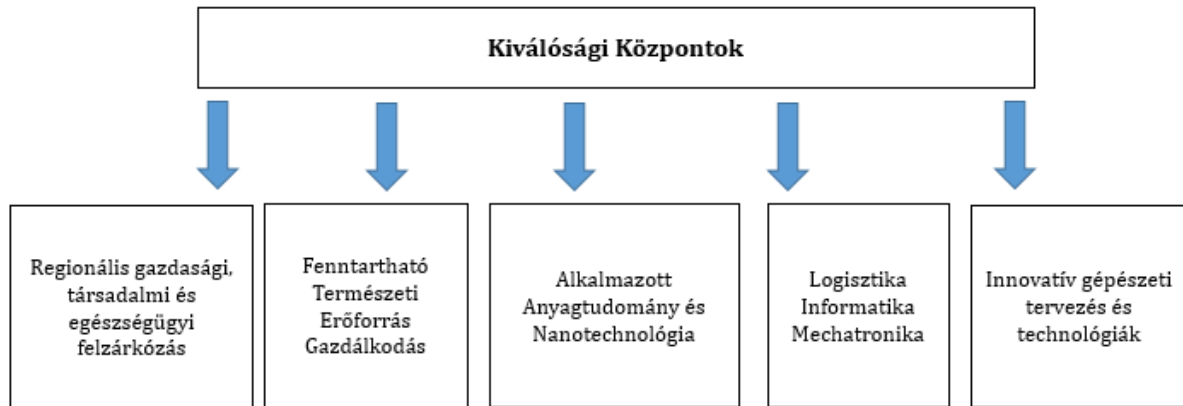 Kiválósági Központok
Regionális gazdasági,
társadalmi és
egészségügyi
felzárkózás
Fenntartható
Természeti
Erőforrás
Gazdálkodás
Alkalmazott
Anyagtudomány és
Nanotechnológia
Logisztika
Informatika
Mechatronika
Innovatív gépészeti
tervezés és
technológiák